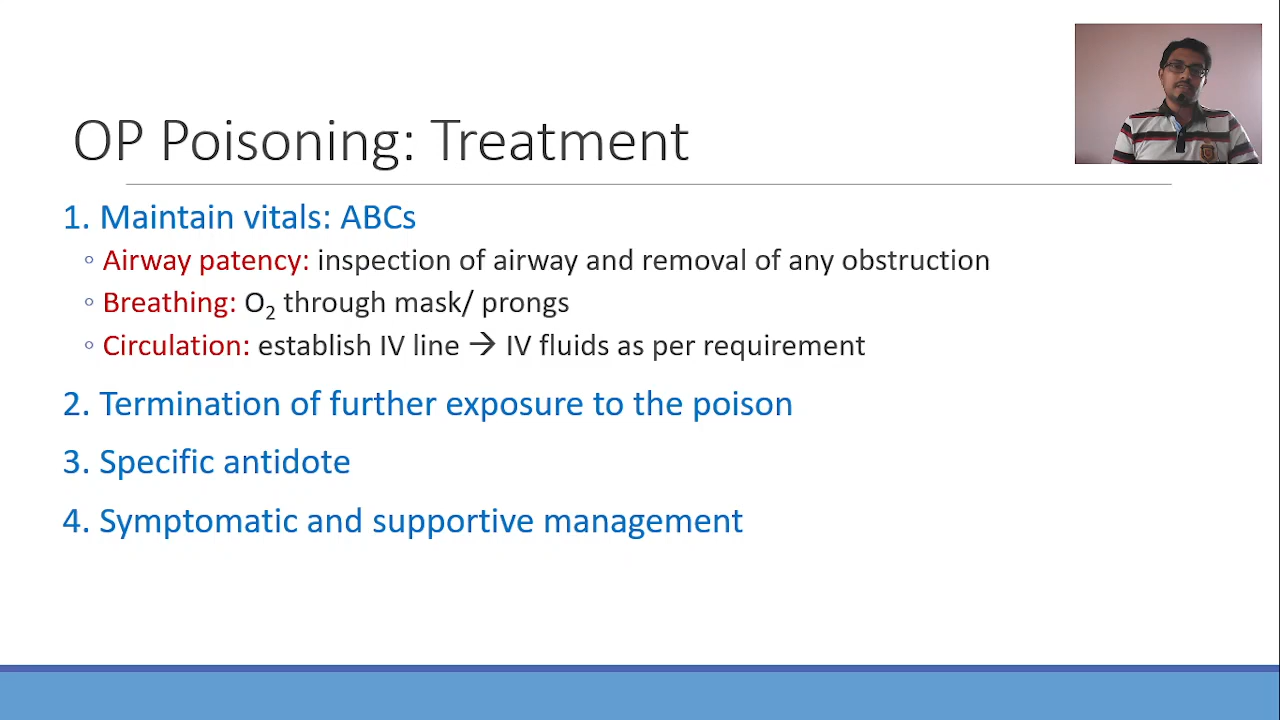 OP Poisoning: Treatment
1. Maintain vitals: ABCs
◦ Airway patency: inspection of airway and removal of any obstruction
◦ Breathing: O₂ through mask/ prongs
◦ Circulation: establish IV line → IV fluids as per requirement
2. Termination of further exposure to the poison
3. Specific antidote
4. Symptomatic and supportive management